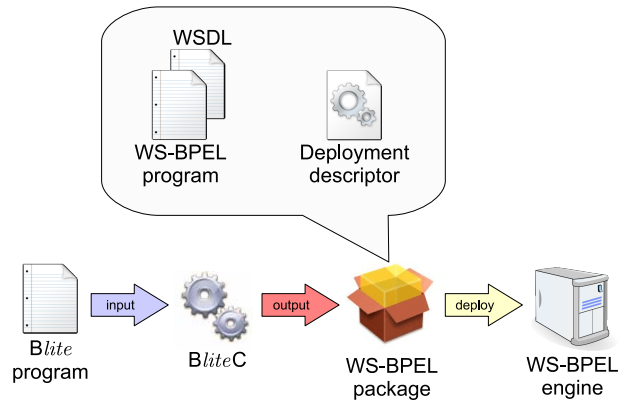 WSDL
WS-BPEL
program
Deployment
descriptor
input
output
deploy
Blite
program
BliteC
WS-BPEL
package
WS-BPEL
engine